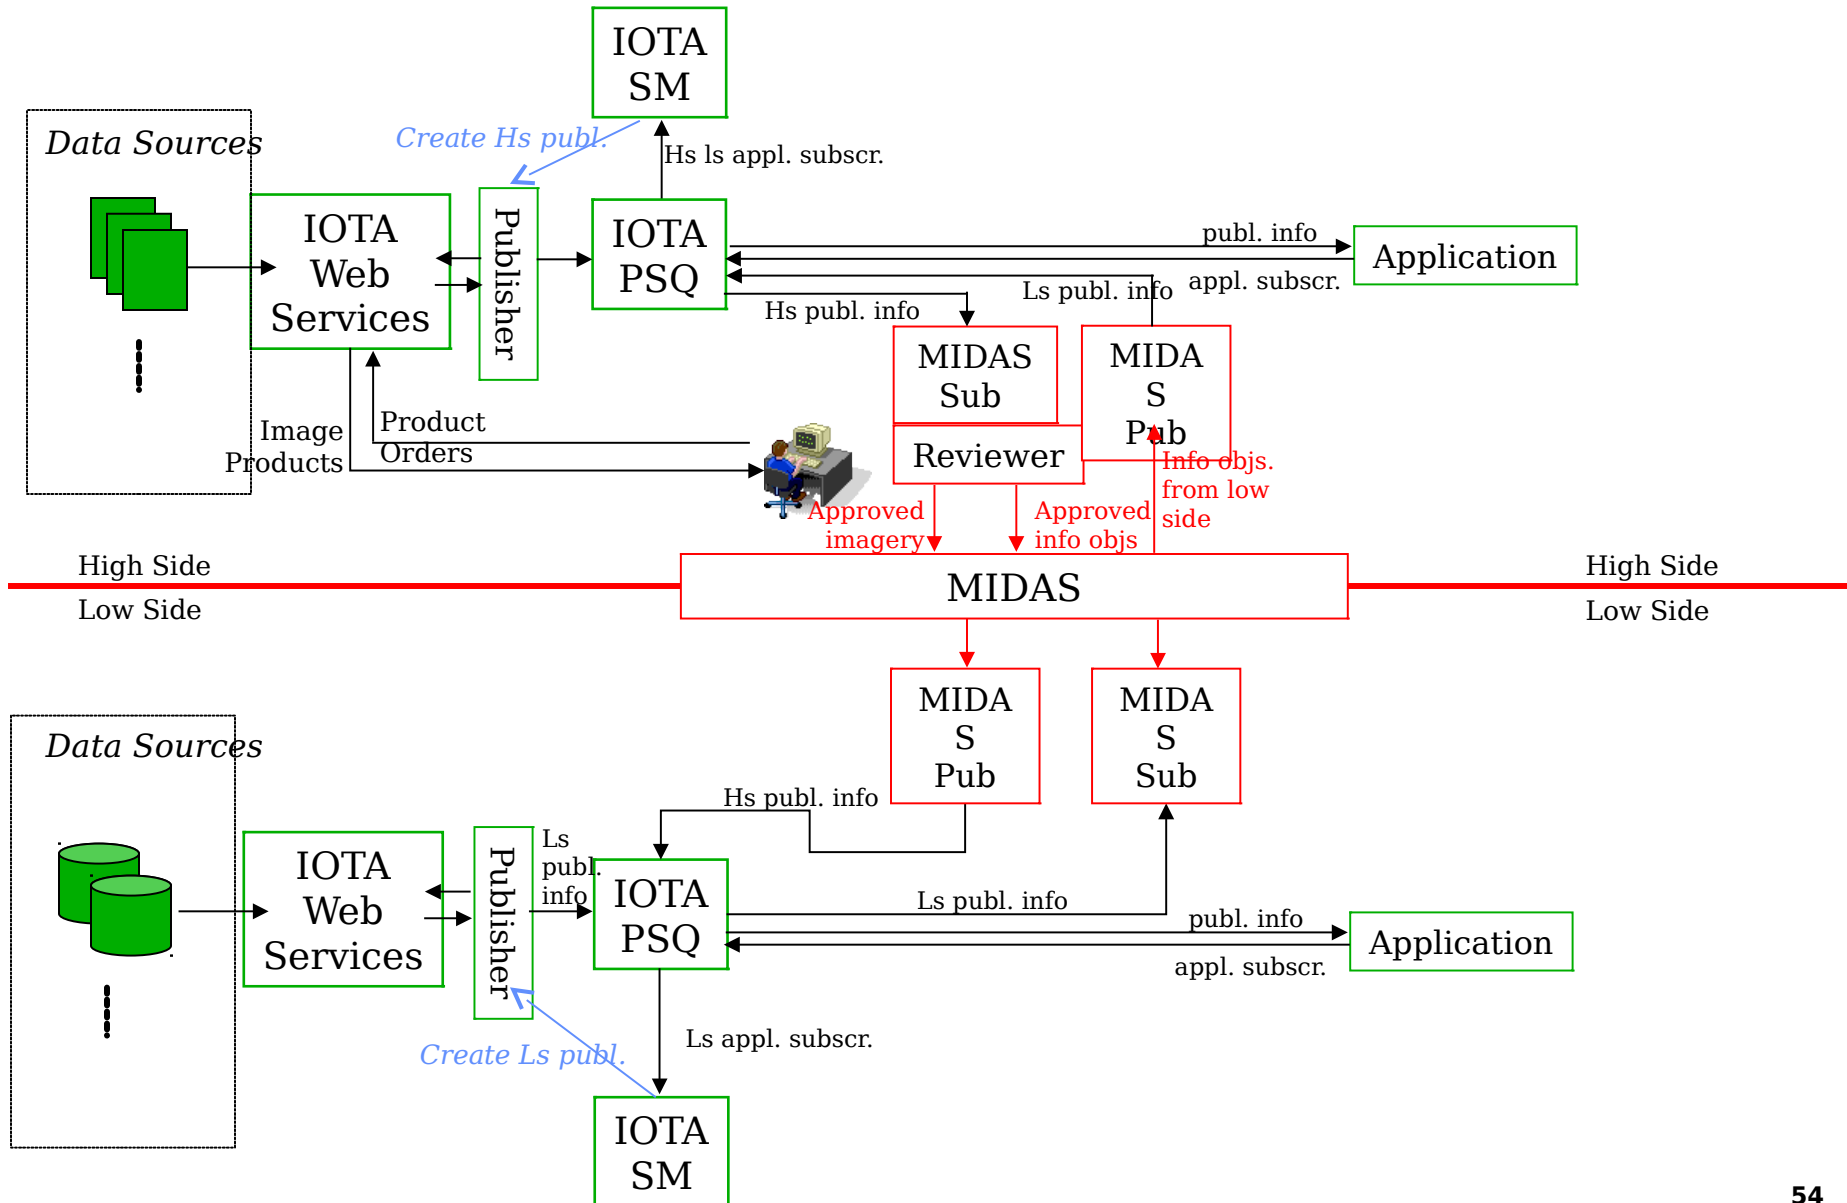 IOTA
SM
Data Sources
Create Hs publ.
Hs ls appl. subscr.
IOTA
Web
Services
Publisher
IOTA
PSQ
publ. info
Application
appl. subscr.
Ls publ. info
Hs publ. info
MIDAS
Sub
MIDA
S
Pub
Reviewer
Image
Products
Product
Orders
Info objs.
from low
side
Approved
imagery
Approved
info objs
High Side
High Side
MIDAS
Low Side
Low Side
MIDA
S
Pub
MIDA
S
Sub
Data Sources
Hs publ. info
IOTA
Web
Services
Publisher
Ls
publ.
info
IOTA
PSQ
Ls publ. info
publ. info
Application
appl. subscr.
Ls appl. subscr.
Create Ls publ.
IOTA
SM
54